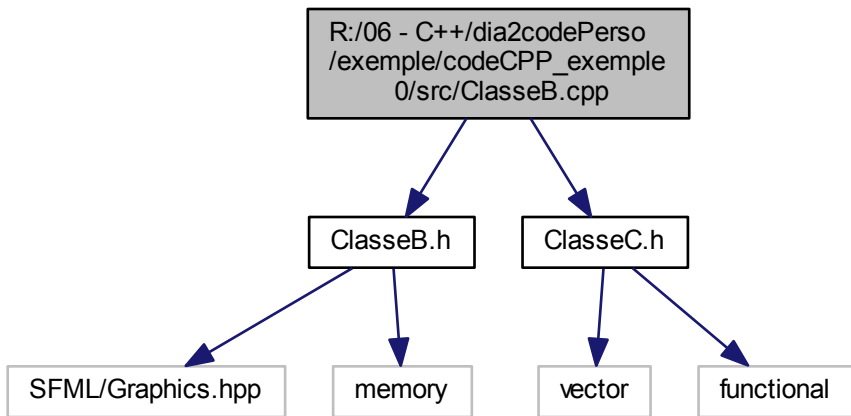 R:/06 - C++/dia2codePerso
/exemple/codeCPP_exemple
0/src/ClasseB.cpp
ClasseB.h
ClasseC.h
SFML/Graphics.hpp
memory
vector
functional